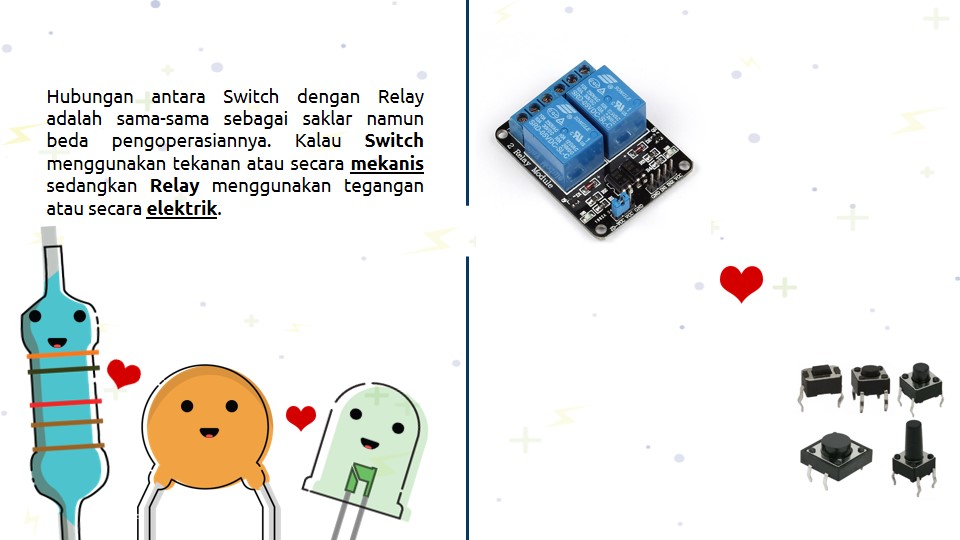 Hubungan antara Switch dengan Relay
adalah sama-sama sebagai saklar namun
beda pengoperasiannya. Kalau Switch
menggunakan tekanan atau secara mekanis
sedangkan Relay menggunakan tegangan
atau secara elektrik.
2 Relay Module